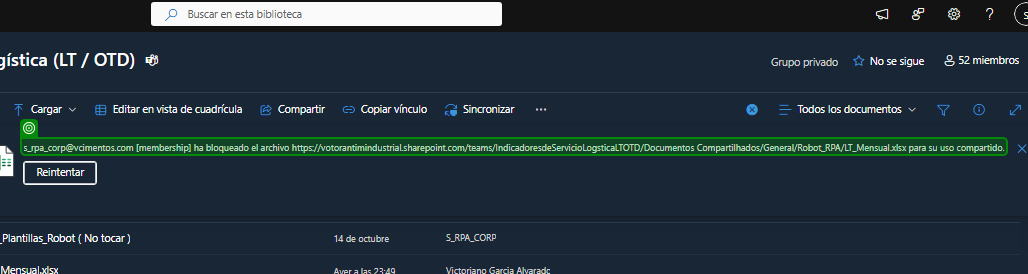 Buscar en esta biblioteca
gística (LT / OTD)
Grupo privado
No se sigue
52 miembros
Cargar
Editar en vista de cuadrícula
Compartir
Copiar vínculo
Sincronizar
Todos los documentos
s_rpa_corp@vcimentos.com [membership] ha bloqueado el archivo https://votorantimindustrial.sharepoint.com/teams/IndicadoresdeServicioLogsticaLTOTD/Documentos Compartilhados/General/Robot_RPA/LT_Mensual.xlsx para su uso compartido.
Reintentar
_Plantillas_Robot ( No tocar ) 14 de octubre S_RPA_CORP
Mensual.xlsx Ayer a las 23:49 Victoriano Garcia Alvarado